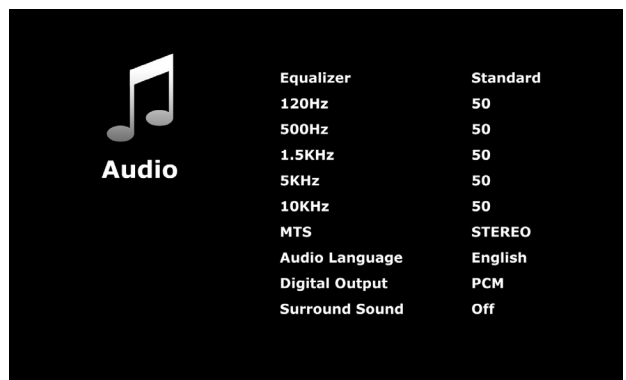 Audio
Equalizer Standard
120Hz 50
500Hz 50
1.5KHz 50
5KHz 50
10KHz 50
MTS STEREO
Audio Language English
Digital Output PCM
Surround Sound Off